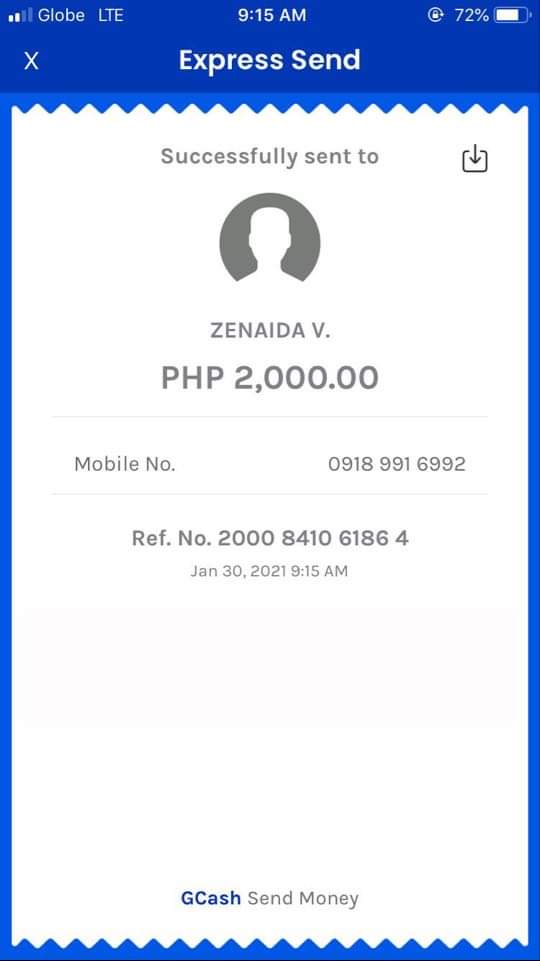 Globe LTE 9:15 AM 72%
X Express Send
Successfully sent to
ZENAIDA V.
PHP 2,000.00
Mobile No. 0918 991 6992
Ref. No. 2000 8410 6186 4
Jan 30, 2021 9:15 AM
GCash Send Money